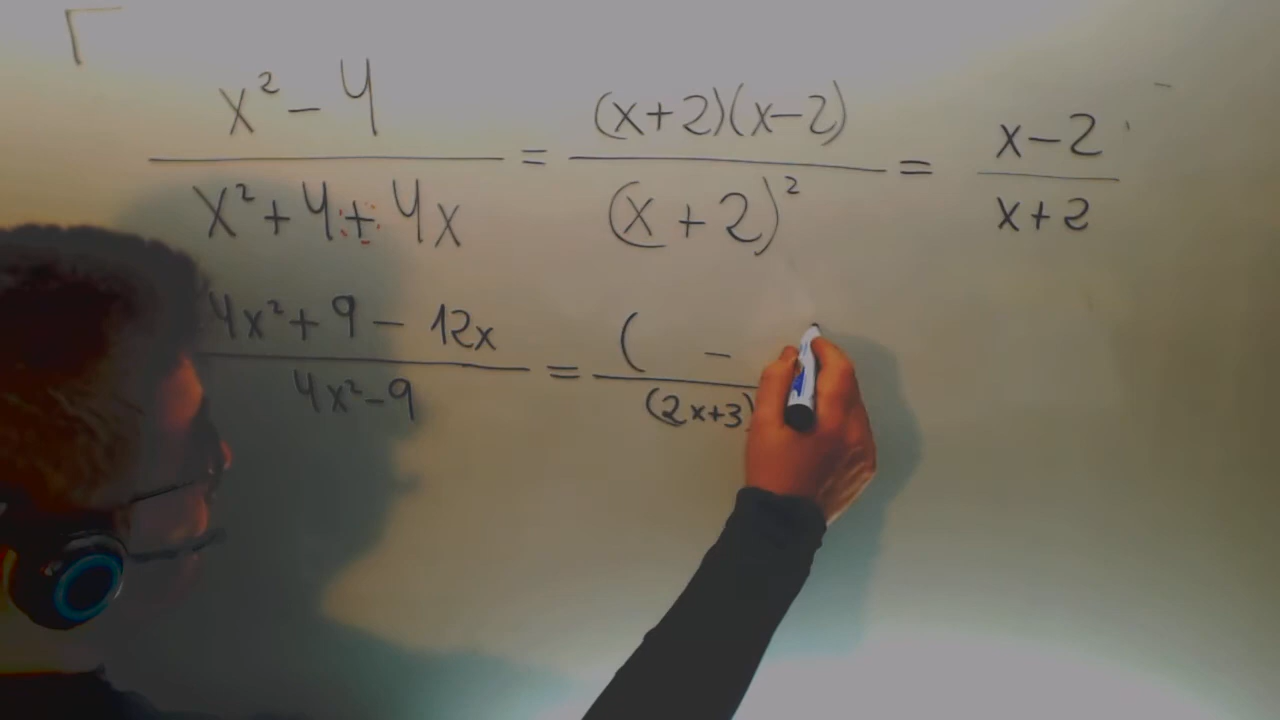 x² - 4 / x² + 4 + 4x = (x+2)(x-2) / (x+2)² = x-2 / x+2
4x² + 9 - 12x / 4x² - 9 = ( - / (2x+3)